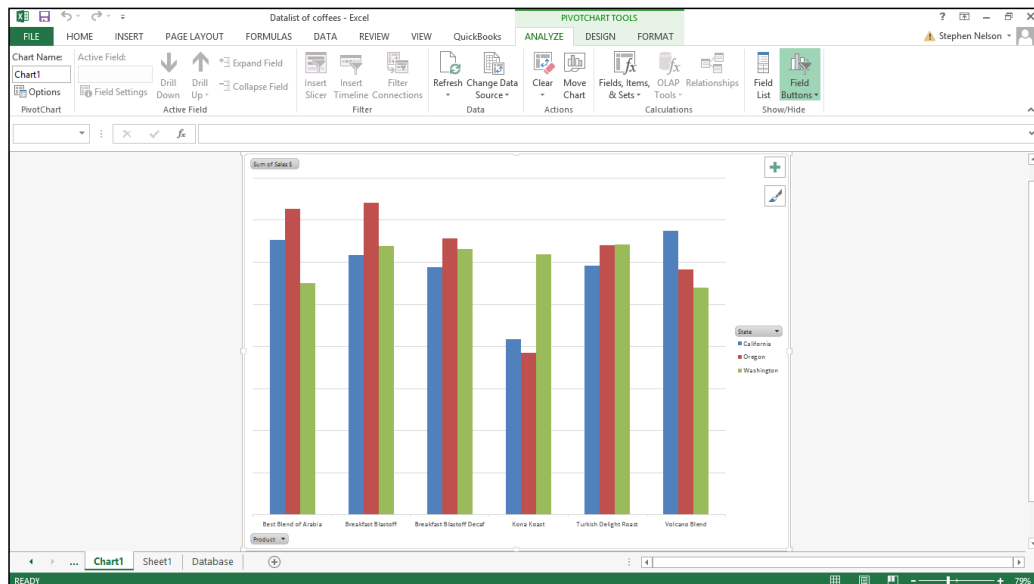 Datalist of coffees - Excel
PIVOTCHART TOOLS
?
FILE HOME INSERT PAGE LAYOUT FORMULAS DATA REVIEW VIEW QuickBooks ANALYZE DESIGN FORMAT Stephen Nelson
Chart Name:
Chart1
Options
PivotChart
Active Field:
Field Settings
Drill Down
Drill Up
Expand Field
Collapse Field
Active Field
Insert Slicer
Insert Timeline
Filter Connections
Filter
Refresh
Change Data Source
Data
Clear
Move Chart
Actions
Fields, Items, & Sets
OLAP Tools
Relationships
Calculations
Field List
Field Buttons
Show/Hide
fx
Sum of Sales $
State
California
Oregon
Washington
Best Blend of Arabia Breakfast Blastoff Breakfast Blastoff Decaf Kona Koast Turkish Delight Roast Volcano Blend
Product
... Chart1 Sheet1 Database
READY
79%